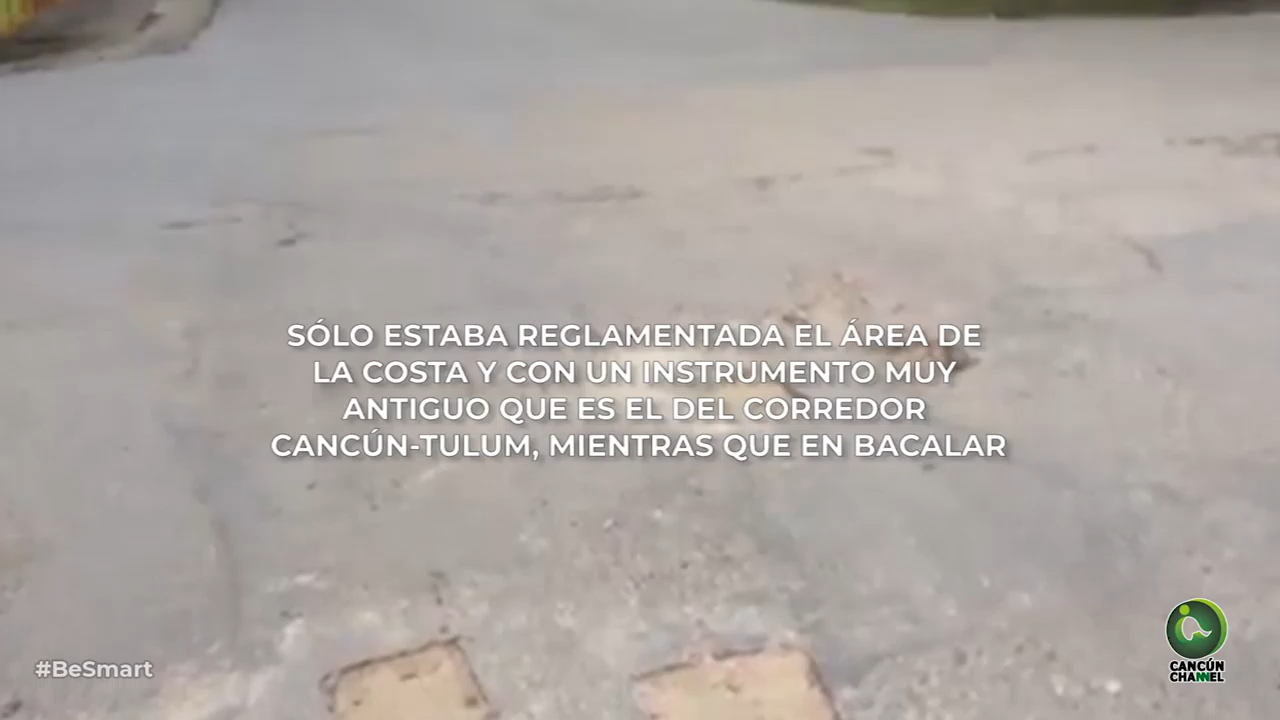 SÓLO ESTABA REGLAMENTADA EL ÁREA DE
LA COSTA Y CON UN INSTRUMENTO MUY
ANTIGUO QUE ES EL DEL CORREDOR
CANCÚN-TULUM, MIENTRAS QUE EN BACALAR
#BeSmart
CANCÚN
CHANNEL